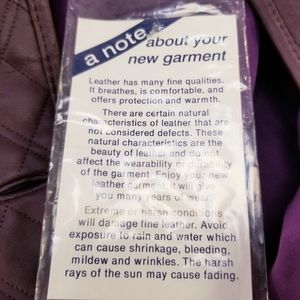 a note
about your
new garment
Leather has many fine qualities.
It breathes, is comfortable, and
offers protection and warmth.
There are certain natural
characteristics of leather that are
not considered defects. These
natural characteristics are the
beauty of leather and do not
affect the wearability or durability
of the garment. Enjoy your new
leather garment, it will give
you many years of wear.
Extreme or harsh conditions
will damage fine leather. Avoid
exposure to rain and water which
can cause shrinkage, bleeding,
mildew and wrinkles. The harsh
rays of the sun may cause fading.